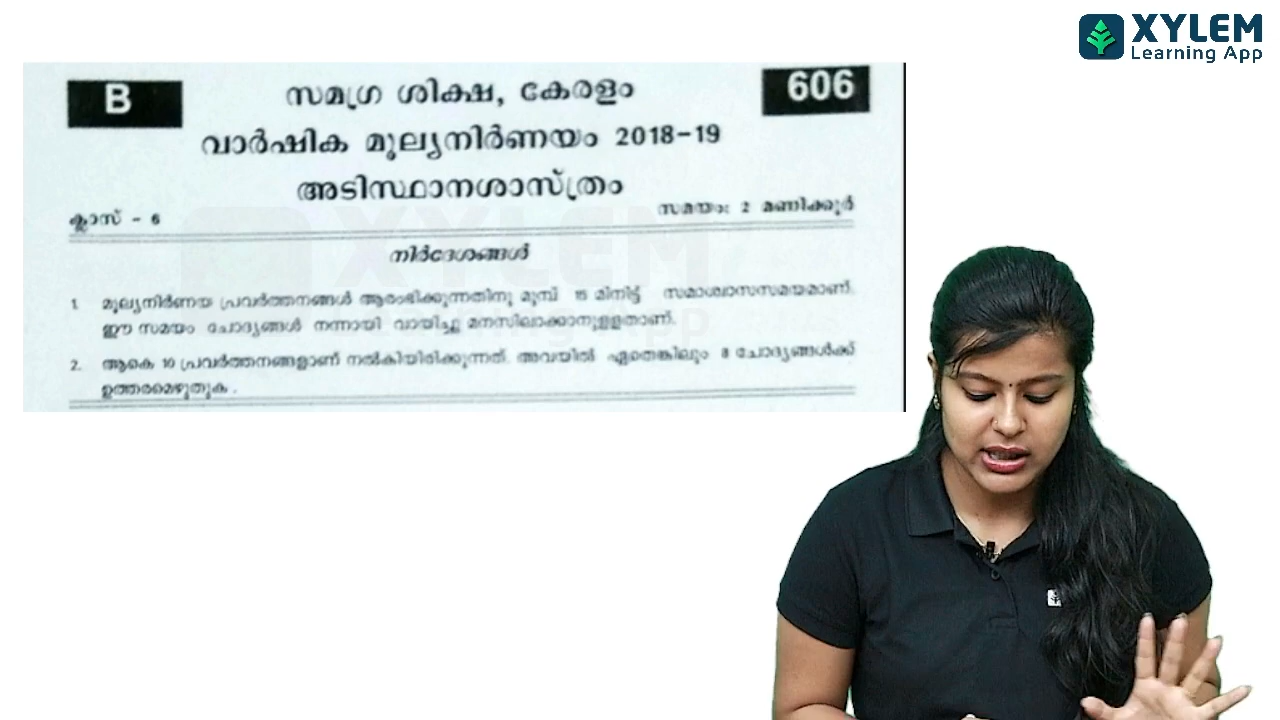 XYLEM
Learning App
B
606
സമഗ്ര ശിക്ഷ, കേരളം
വാർഷിക മൂല്യനിർണയം 2018-19
അടിസ്ഥാനശാസ്ത്രം
ക്ലാസ് - 6
സമയം: 2 മണിക്കൂർ
നിർദേശങ്ങൾ
1. മൂല്യനിർണയ പ്രവർത്തനങ്ങൾ ആരംഭിക്കുന്നതിനു മുമ്പ് 15 മിനിട്ട് സമാശ്വാസസമയമാണ്.
ഈ സമയം ചോദ്യങ്ങൾ നന്നായി വായിച്ചു മനസിലാക്കാനുള്ളതാണ്.
2. ആകെ 10 പ്രവർത്തനങ്ങളാണ് നൽകിയിരിക്കുന്നത്. അവയിൽ ഏതെങ്കിലും 8 ചോദ്യങ്ങൾക്ക്
ഉത്തരമെഴുതുക.